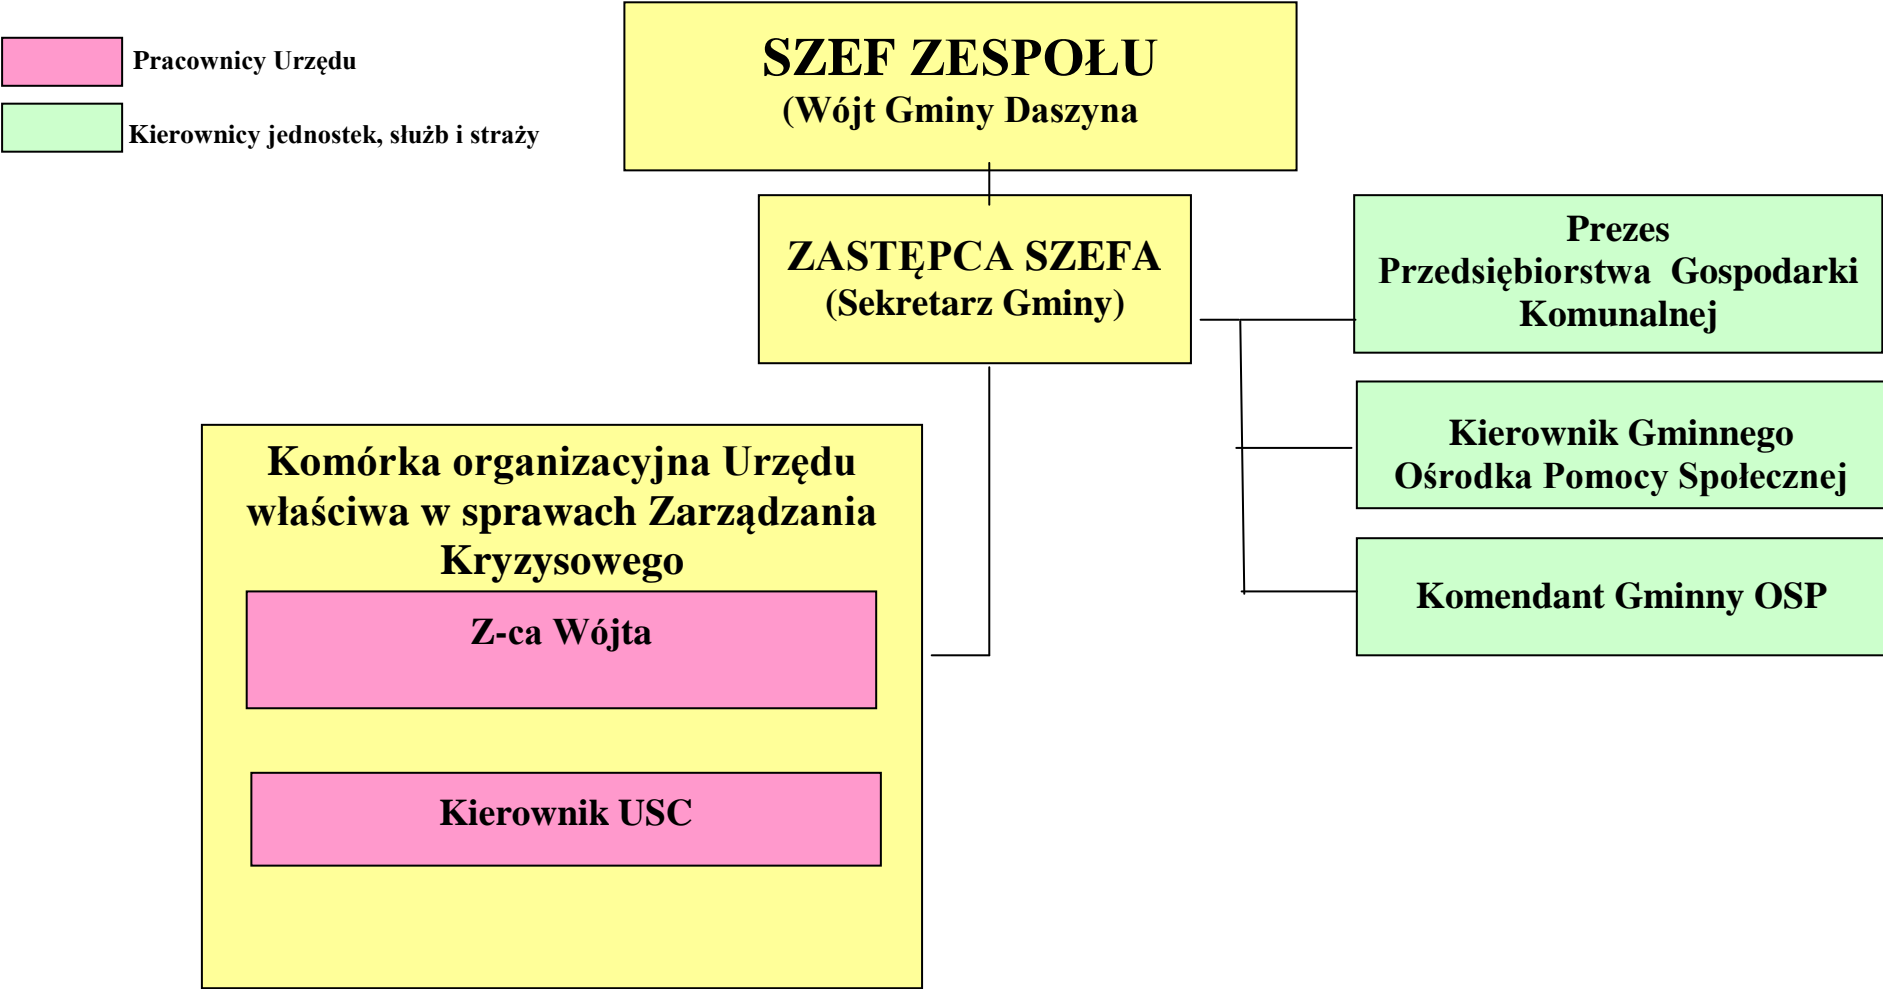 Pracownicy Urzędu
Kierownicy jednostek, służb i straży
SZEF ZESPOŁU
(Wójt Gminy Daszyna
ZASTĘPCA SZEFA
(Sekretarz Gminy)
Prezes
Przedsiębiorstwa Gospodarki
Komunalnej
Kierownik Gminnego
Ośrodka Pomocy Społecznej
Komendant Gminny OSP
Komórka organizacyjna Urzędu
właściwa w sprawach Zarządzania
Kryzysowego
Z-ca Wójta
Kierownik USC